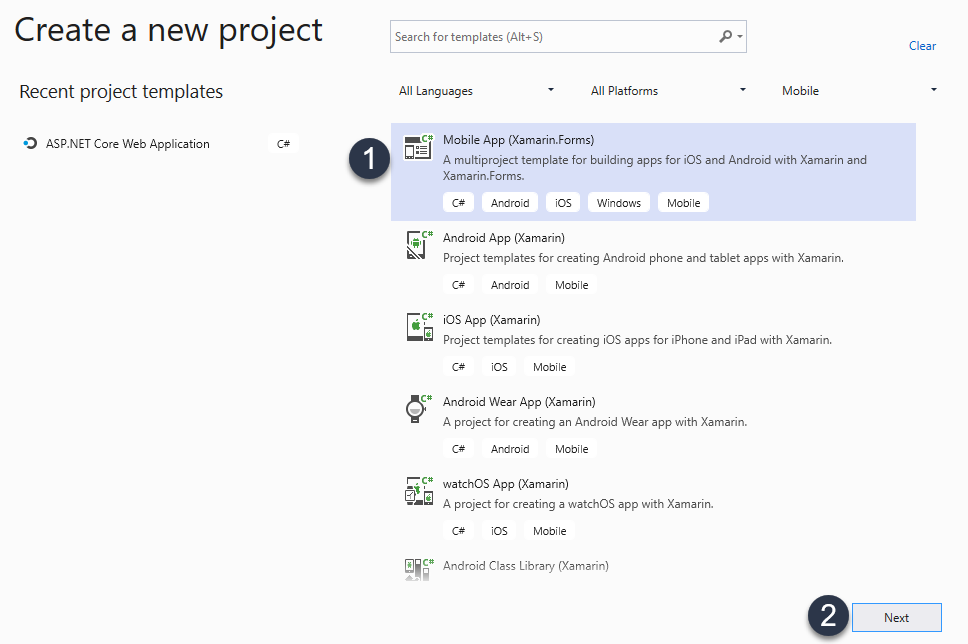 Create a new project
Search for templates (Alt+S)
Clear
Recent project templates
All Languages
All Platforms
Mobile
ASP.NET Core Web Application
C#
1
C#
Mobile App (Xamarin.Forms)
A multiproject template for building apps for iOS and Android with Xamarin and
Xamarin.Forms.
C# Android iOS Windows Mobile
C#
Android App (Xamarin)
Project templates for creating Android phone and tablet apps with Xamarin.
C# Android Mobile
C#
iOS App (Xamarin)
Project templates for creating iOS apps for iPhone and iPad with Xamarin.
C# iOS Mobile
C#
Android Wear App (Xamarin)
A project for creating an Android Wear app with Xamarin.
C# Android Mobile
C#
watchOS App (Xamarin)
A project for creating a watchOS app with Xamarin.
C# iOS Mobile
C#
Android Class Library (Xamarin)
2
Next